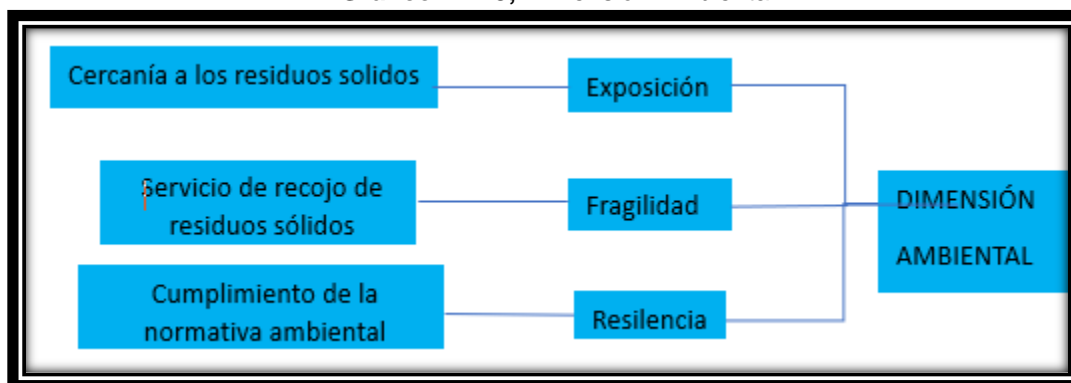 Cercanía a los residuos solidos
Exposición
Servicio de recojo de
residuos sólidos
Fragilidad
DIMENSIÓN
AMBIENTAL
Cumplimiento de la
normativa ambiental
Resilencia